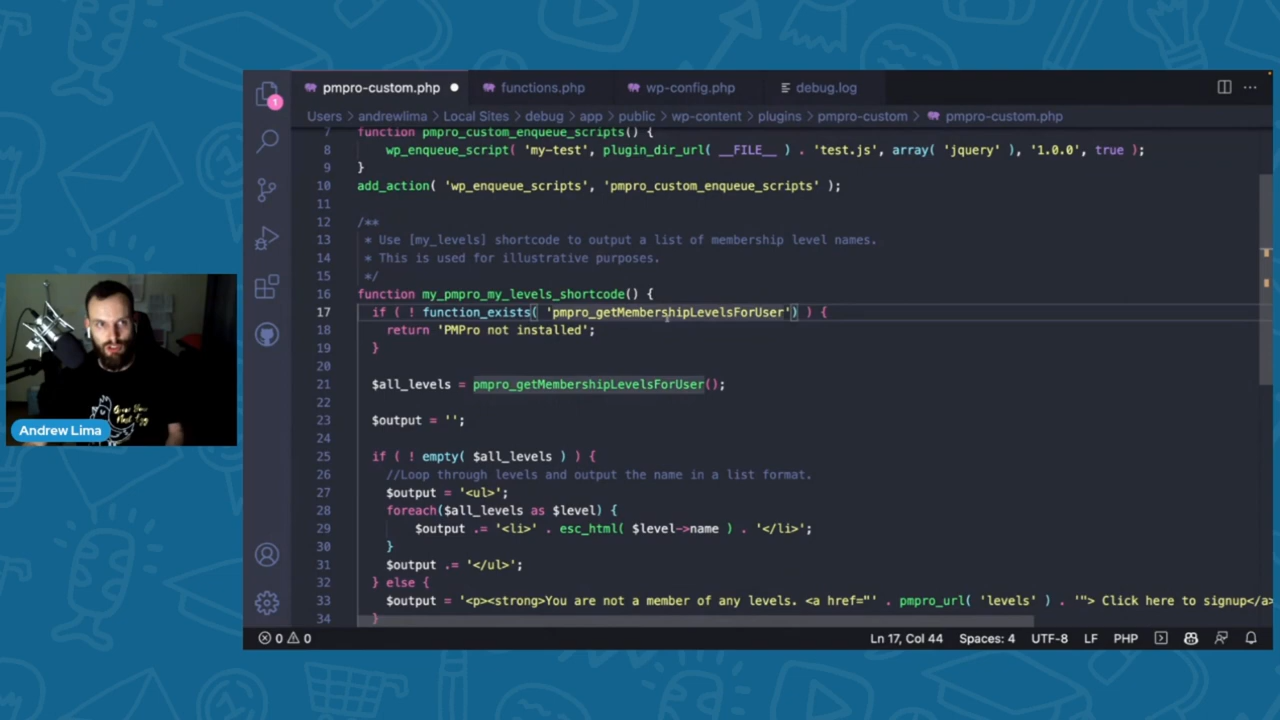 pmpro-custom.php
functions.php
wp-config.php
debug.log
Users > andrewlima > Local Sites > debug > app > public > wp-content > plugins > pmpro-custom > pmpro-custom.php
1
7 function pmpro_custom_enqueue_scripts() {
8 wp_enqueue_script( 'my-test', plugin_dir_url( __FILE__ ) . 'test.js', array( 'jquery' ), '1.0.0', true );
9 }
10 add_action( 'wp_enqueue_scripts', 'pmpro_custom_enqueue_scripts' );
11
12 /**
13 * Use [my_levels] shortcode to output a list of membership level names.
14 * This is used for illustrative purposes.
15 */
16 function my_pmpro_my_levels_shortcode() {
17 if ( ! function_exists( 'pmpro_getMembershipLevelsForUser') ) {
18 return 'PMPro not installed';
19 }
20
21 $all_levels = pmpro_getMembershipLevelsForUser();
22
23 $output = '';
24
25 if ( ! empty( $all_levels ) ) {
26 //Loop through levels and output the name in a list format.
27 $output = '<ul>';
28 foreach($all_levels as $level) {
29 $output .= '<li>' . esc_html( $level->name ) . '</li>';
30 }
31 $output .= '</ul>';
32 } else {
33 $output = '<p><strong>You are not a member of any levels. <a href="' . pmpro_url( 'levels' ) . '"> Click here to signup</a>
34 }
Andrew Lima
0 0
Ln 17, Col 44
Spaces: 4
UTF-8
LF
PHP